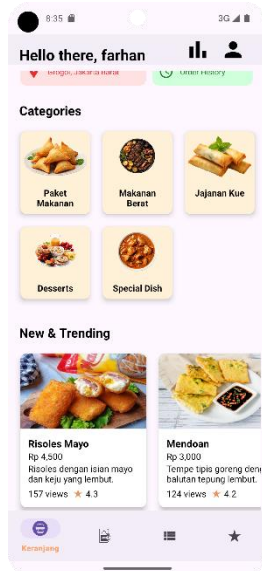 8:35
3G
Hello there, farhan
Grogol, Jakarta Barat
Order History
Categories
Paket
Makanan
Makanan
Berat
Jajanan Kue
Desserts
Special Dish
New & Trending
Risoles Mayo
Rp 4,500
Risoles dengan isian mayo
dan keju yang lembut.
157 views ★ 4.3
Mendoan
Rp 3,000
Tempe tipis goreng den
balutan tepung lembut.
124 views ★ 4.2
Keranjang